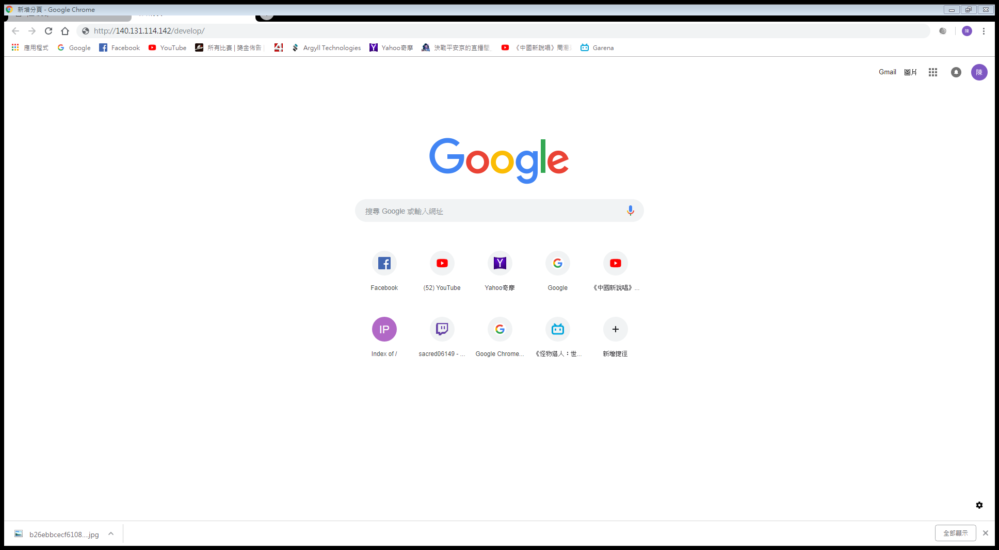 新增分頁 - Google Chrome
http://140.131.114.142/develop/
陳
應用程式
Google
Facebook
YouTube
所有比賽 | 獎金佈告
Argyll Technologies
Yahoo奇摩
決戰平安京的直播間_
《中國新說唱》周湯
Garena
Gmail
圖片
陳
Google
搜尋 Google 或輸入網址
Facebook
(52) YouTube
Yahoo奇摩
Google
《中國新說唱》...
IP
Index of /
sacred06149 - ...
Google Chrome...
《怪物猎人：世...
新增捷徑
b26ebbcecf6108....jpg
全部顯示